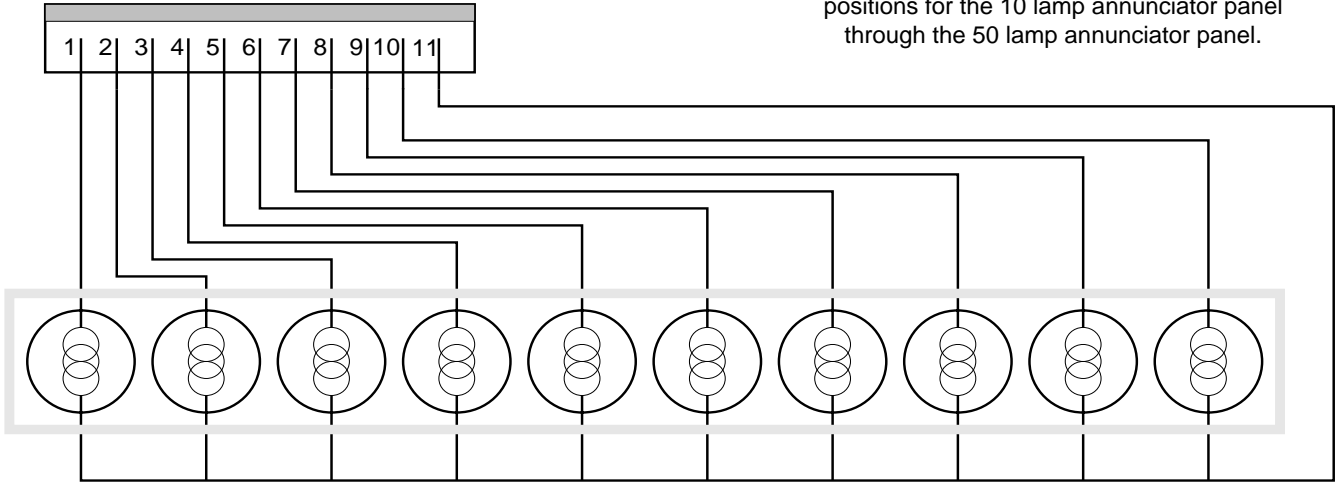 positions for the 10 lamp annunciator panel
through the 50 lamp annunciator panel.
1 2 3 4 5 6 7 8 9 10 11